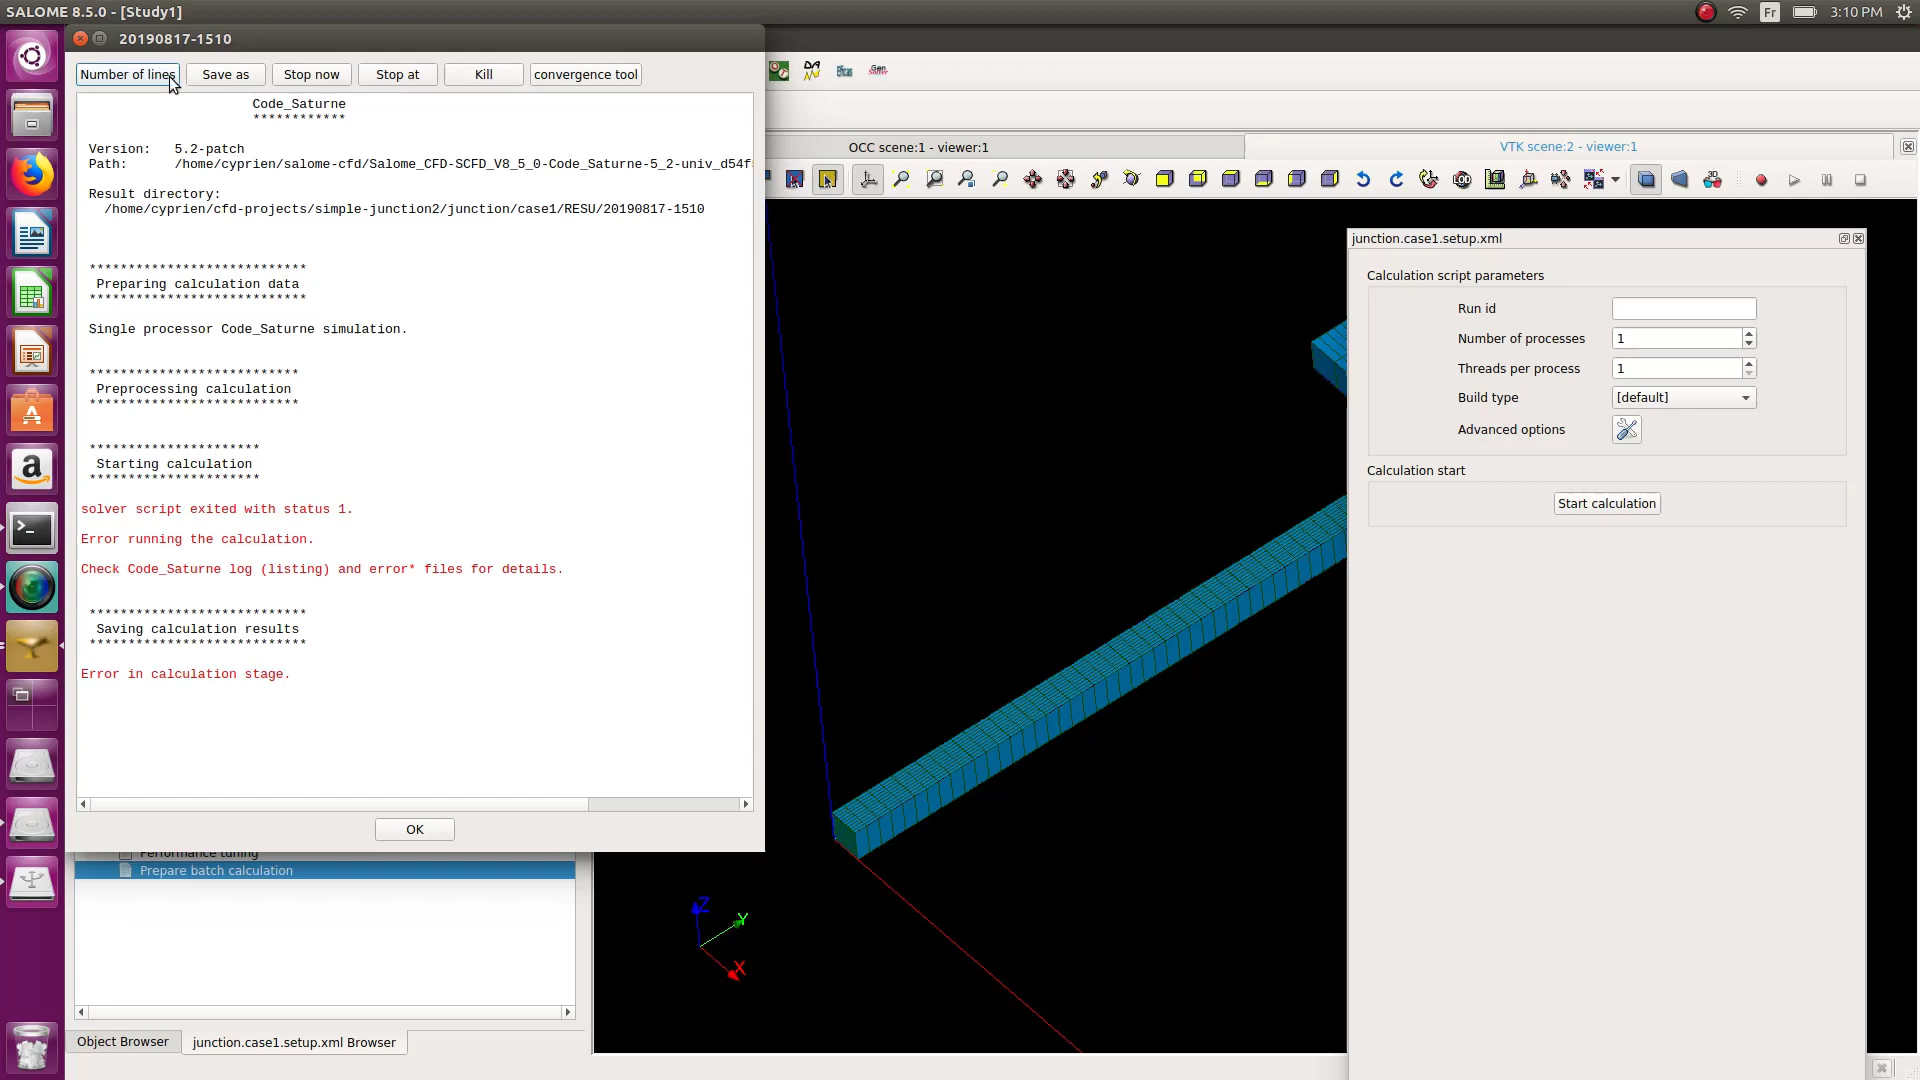 SALOME 8.5.0 - [Study1]
Fr
3:10 PM
20190817-1510
Number of lines
Save as
Stop now
Stop at
Kill
convergence tool
Code_Saturne
************
Version:   5.2-patch
Path:      /home/cyprien/salome-cfd/Salome_CFD-SCFD_V8_5_0-Code_Saturne-5_2-univ_d54f
Result directory:
/home/cyprien/cfd-projects/simple-junction2/junction/case1/RESU/20190817-1510
****************************
Preparing calculation data
****************************
Single processor Code_Saturne simulation.
***************************
Preprocessing calculation
***************************
**********************
Starting calculation
**********************
solver script exited with status 1.
Error running the calculation.
Check Code_Saturne log (listing) and error* files for details.
****************************
Saving calculation results
****************************
Error in calculation stage.
OK
Performance tuning
Prepare batch calculation
Object Browser
junction.case1.setup.xml Browser
OCC scene:1 - viewer:1
VTK scene:2 - viewer:1
Z
Y
X
junction.case1.setup.xml
Calculation script parameters
Run id
Number of processes 1
Threads per process 1
Build type [default]
Advanced options
Calculation start
Start calculation